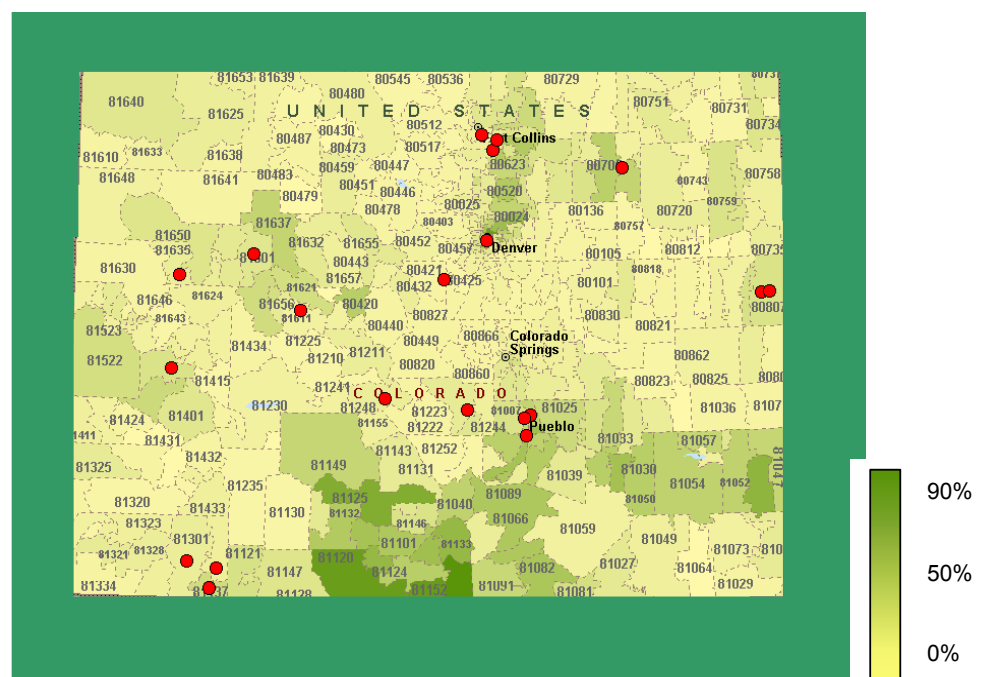 81653 81639 80545 80536 80729 80731
80480
81640 81625 80751 80731
U N I T E D S T A T E S
80512 80734
80430
80487 t Collins
80473 80517
81610 81633 81638 80459 80447 80623
81648 81641 80483 80451 80743 80758
80446 80520
80479 80478 80025 80759
81637 80403 80024 80136 80720
80757
81650 81632 81655 80452 80457 Denver
81635 80443 80105 80812 80735
81630 81657 80421 80818
80432 80425 80101
81624 81621
81646 81656 80420 80807
81643 81611 80827 80830
81523 80440 80821
81225 80449 80866 Colorado
81434 81211 Springs
81522 81210 80820 80862
81415 81241 80860 80823 80825
C O L O R A D O
81230 81248 81223 81007 81025 81036 8107
81401 81155
81424 81222 81244 Pueblo
81431 81033 81057
81432 81143 81252
81325 81149 81131 81039 81030 81047
81235 81054 81052
81125 81089 81050
81320 81433 81130 81132 81040
81323 81146 81066 81059
81301 81101 81133 81049
81321 81328 81121 81120 81073 810
81147 81124 81082 81027 81064
81334 81128 81152 81091 81081 81029
90%
50%
0%